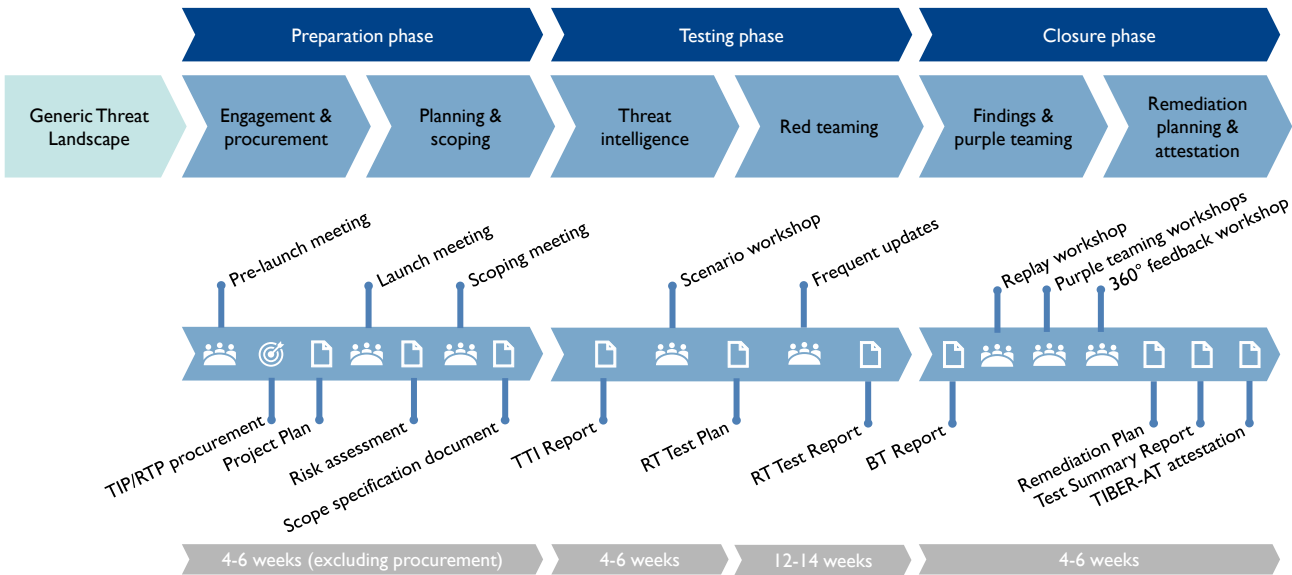 Preparation phase
Testing phase
Closure phase
Generic Threat
Landscape
Engagement &
procurement
Planning &
scoping
Threat
intelligence
Red teaming
Findings &
purple teaming
Remediation
planning &
attestation
Pre-launch meeting
Launch meeting
Scoping meeting
Scenario workshop
Frequent updates
Replay workshop
Purple teaming workshops
360° feedback workshop
TIP/RTP procurement
Project Plan
Risk assessment
Scope specification document
TTI Report
RT Test Plan
RT Test Report
BT Report
Remediation Plan
Test Summary Report
TIBER-AT attestation
4-6 weeks (excluding procurement)
4-6 weeks
12-14 weeks
4-6 weeks